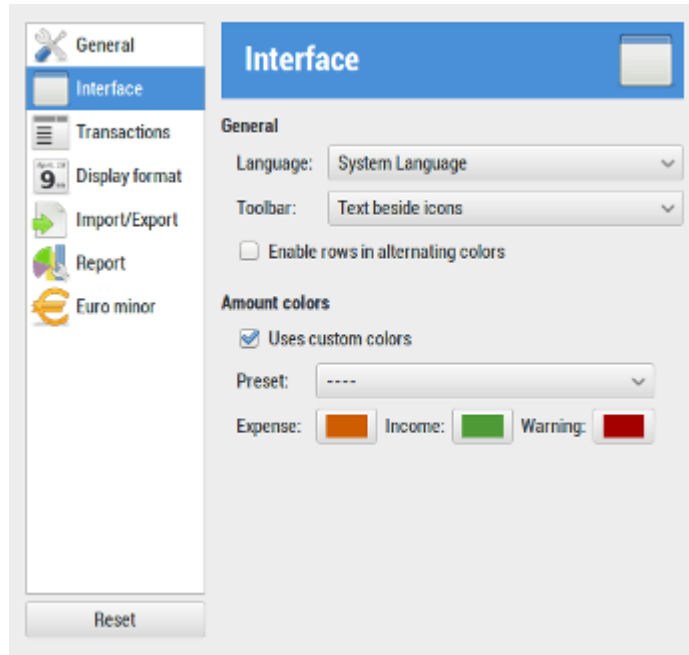 General
Interface
Transactions
9
Display format
Import/Export
Report
Euro minor
Reset
Interface
General
Language: System Language
Toolbar: Text beside icons
Enable rows in alternating colors
Amount colors
Uses custom colors
Preset: ----
Expense: Income: Warning: